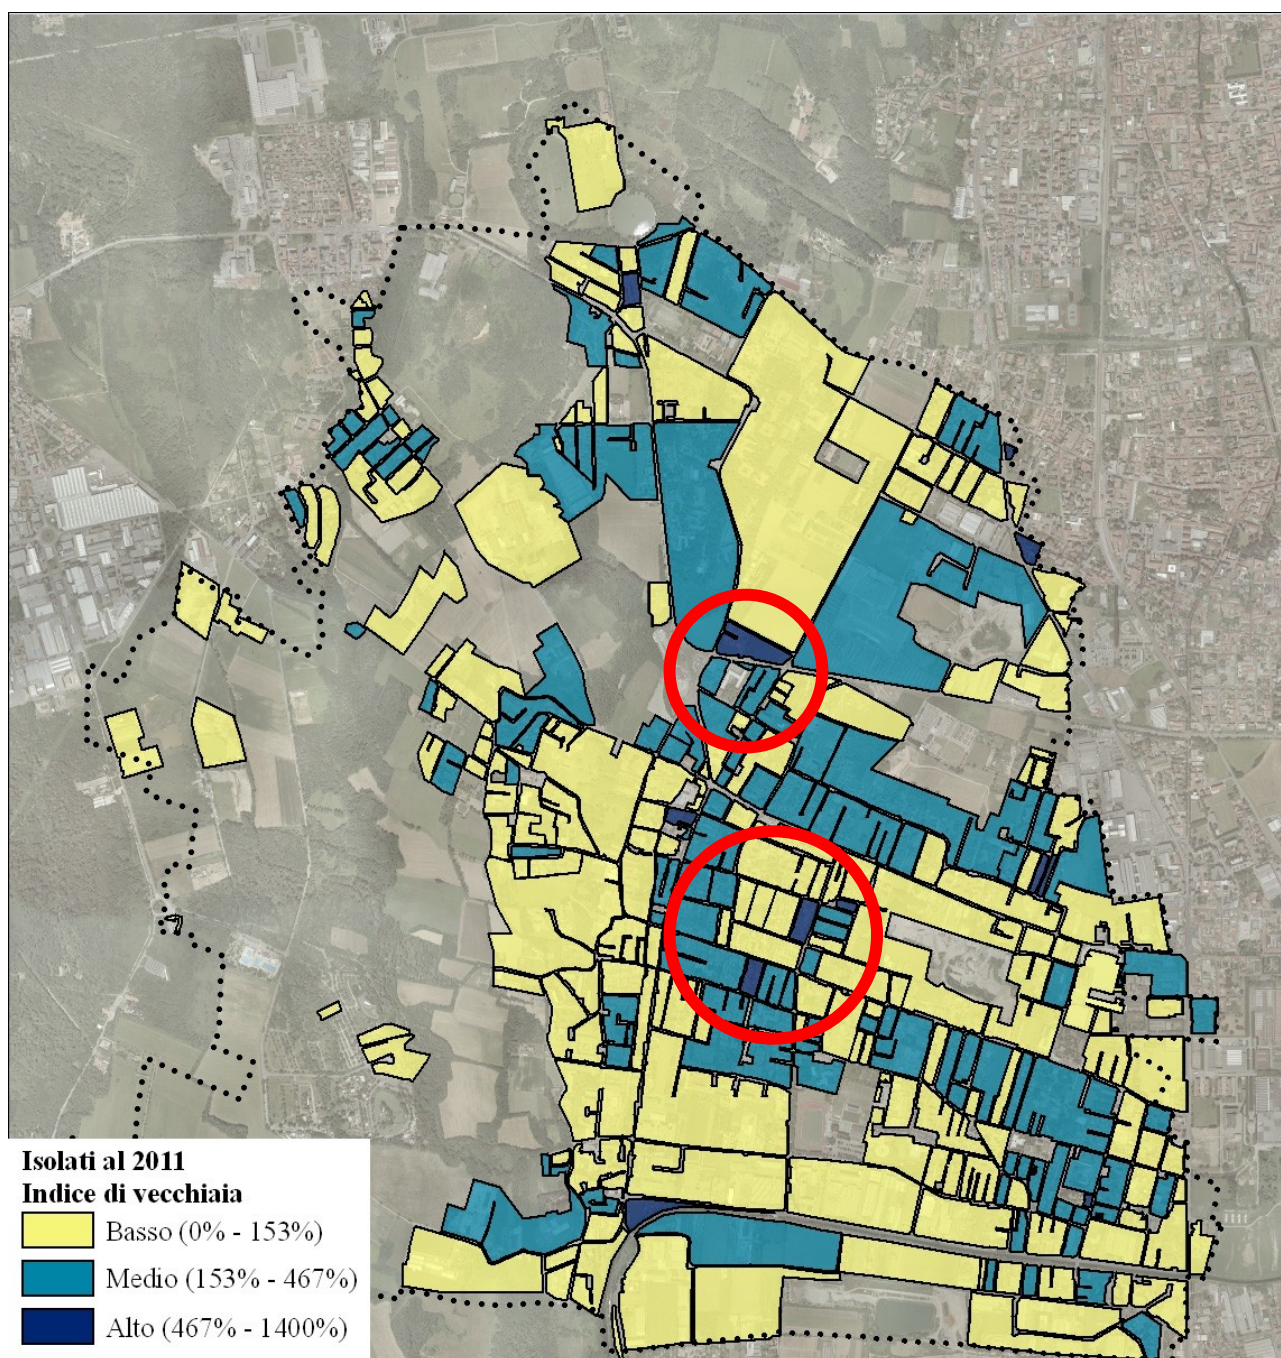 Isolati al 2011
Indice di vecchiaia
Basso (0% - 153%)
Medio (153% - 467%)
Alto (467% - 1400%)